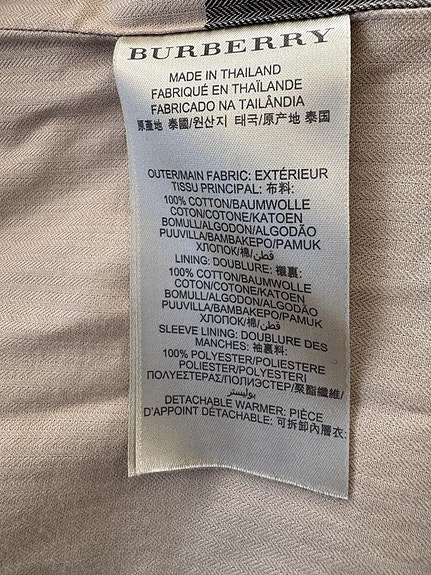 BURBERRY
MADE IN THAILAND
FABRIQUÉ EN THAÏLANDE
FABRICADO NA TAILÂNDIA
原產地 泰國/원산지 태국/原产地 泰国
OUTER/MAIN FABRIC: EXTÉRIEUR
TISSU PRINCIPAL: 布料:
100% COTTON/BAUMWOLLE
COTON/COTONE/KATOEN
BOMULL/ALGODON/ALGODÃO
PUUVILLA/BAMBAKEPO/PAMUK
ХЛОПОК/棉/قطن
LINING: DOUBLURE: 襯裏:
100% COTTON/BAUMWOLLE
COTON/COTONE/KATOEN
BOMULL/ALGODON/ALGODÃO
PUUVILLA/BAMBAKEPO/PAMUK
ХЛОПОК/棉/قطن
SLEEVE LINING: DOUBLURE DES
MANCHES: 袖裏料:
100% POLYESTER/POLIESTERE
POLIESTER/POLYESTERI
ΠΟΛΥΕΣΤΕΡΑΣ/ПОЛИЭСТЕР/聚酯纖維/
پولیستر
DETACHABLE WARMER: PIÈCE
D'APPOINT DÉTACHABLE: 可拆卸內層衣: